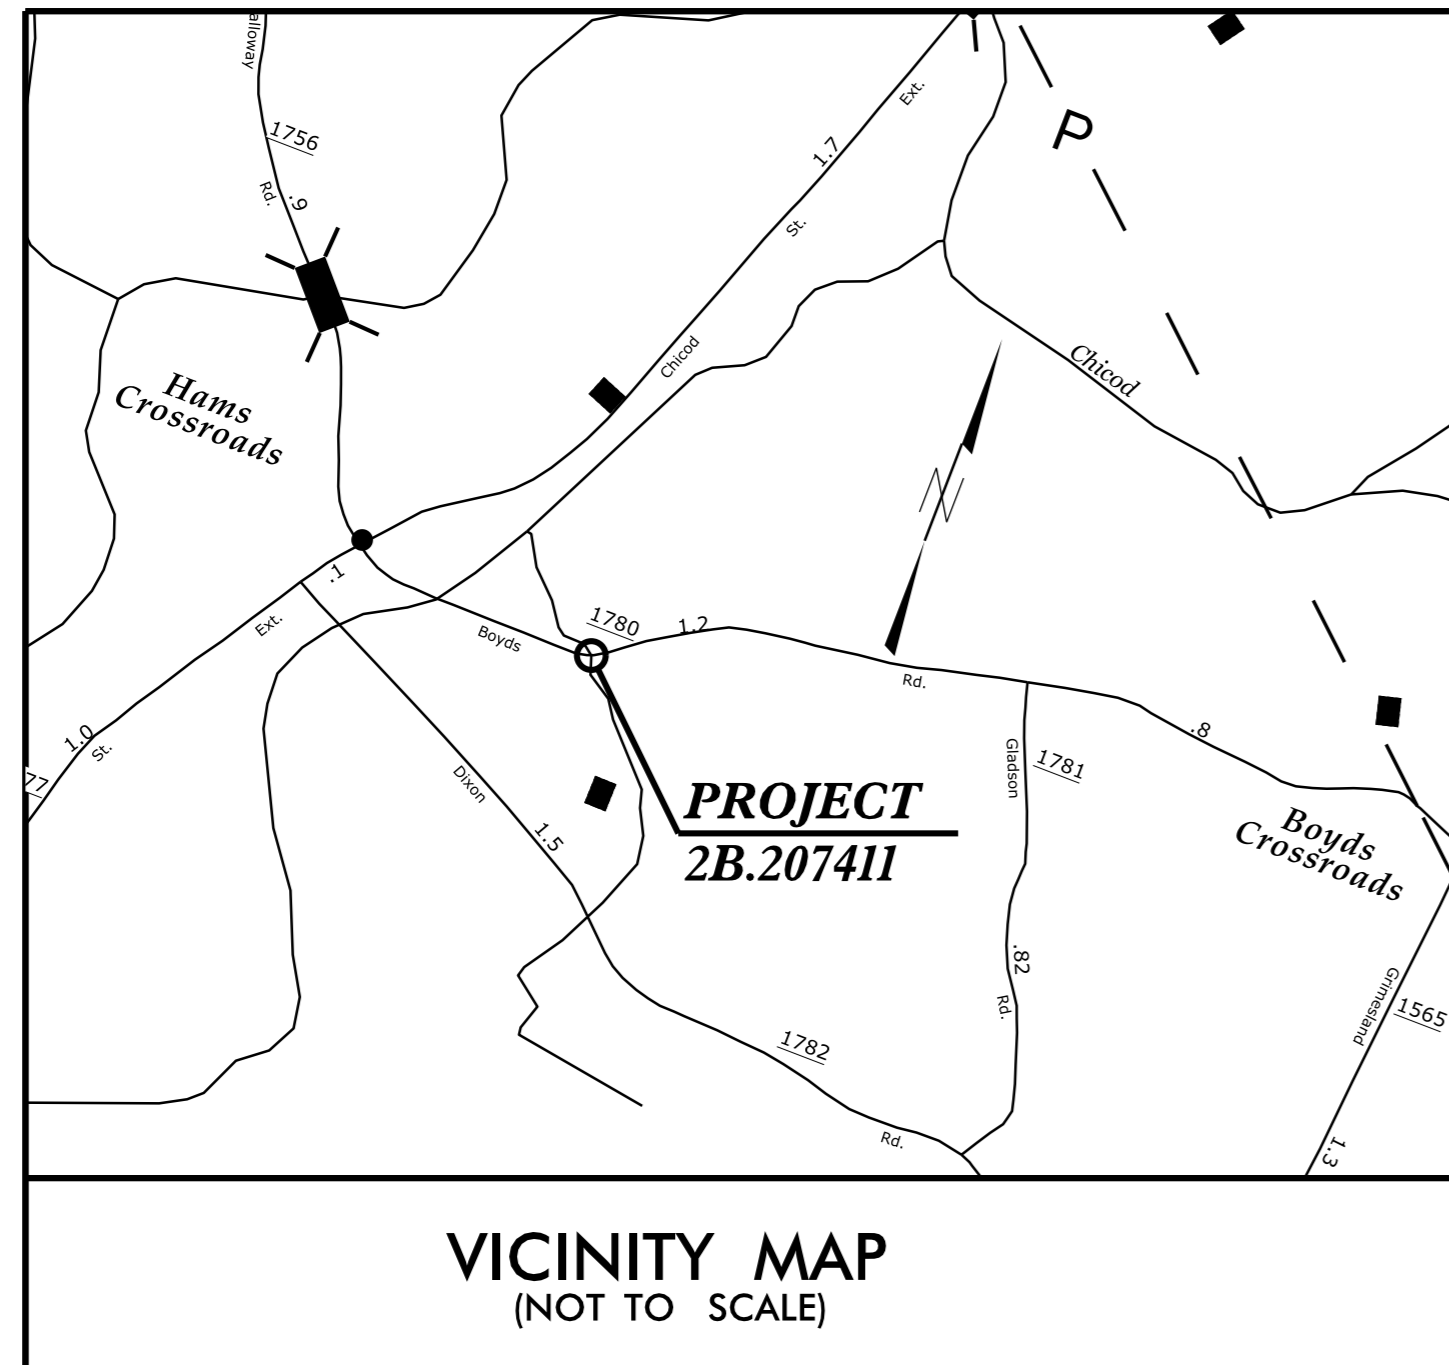 alloway
1756
Rd.
.9
Ext.
1.7
St.
Chicod
P
Chicod
Hams
Crossroads
N
.1
Ext.
1.0
St.
77
Boyds
1780
1.2
Rd.
.8
Dixon
1.5
PROJECT
2B.207411
Gladson
1781
Boyds
Crossroads
.82
Rd.
Grimesland
1565
1782
Rd.
1.3
VICINITY MAP
(NOT TO SCALE)